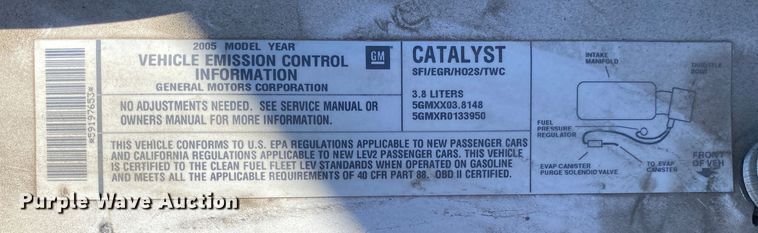 2005 MODEL YEAR
VEHICLE EMISSION CONTROL
INFORMATION
GENERAL MOTORS CORPORATION
GM
NO ADJUSTMENTS NEEDED. SEE SERVICE MANUAL OR
OWNERS MANUAL FOR MORE INFORMATION.
CATALYST
SFI/EGR/HO2S/TWC
3.8 LITERS
5GMXX03.8148
5GMXR0133950
THIS VEHICLE CONFORMS TO U.S. EPA REGULATIONS APPLICABLE TO NEW PASSENGER CARS
AND CALIFORNIA REGULATIONS APPLICABLE TO NEW LEV2 PASSENGER CARS. THIS VEHICLE
IS CERTIFIED TO THE CLEAN FUEL FLEET LEV STANDARDS WHEN OPERATED ON GASOLINE
AND MEETS ALL THE APPLICABLE REQUIREMENTS OF 40 CFR PART 88. OBD II CERTIFIED.
INTAKE
MANIFOLD
THROTTLE
BODY
FUEL
PRESSURE
REGULATOR
EVAP CANISTER
PURGE SOLENOID VALVE
TO EVAP
CANISTER
FRONT
OF VEH
*59197653*
Purple Wave Auction